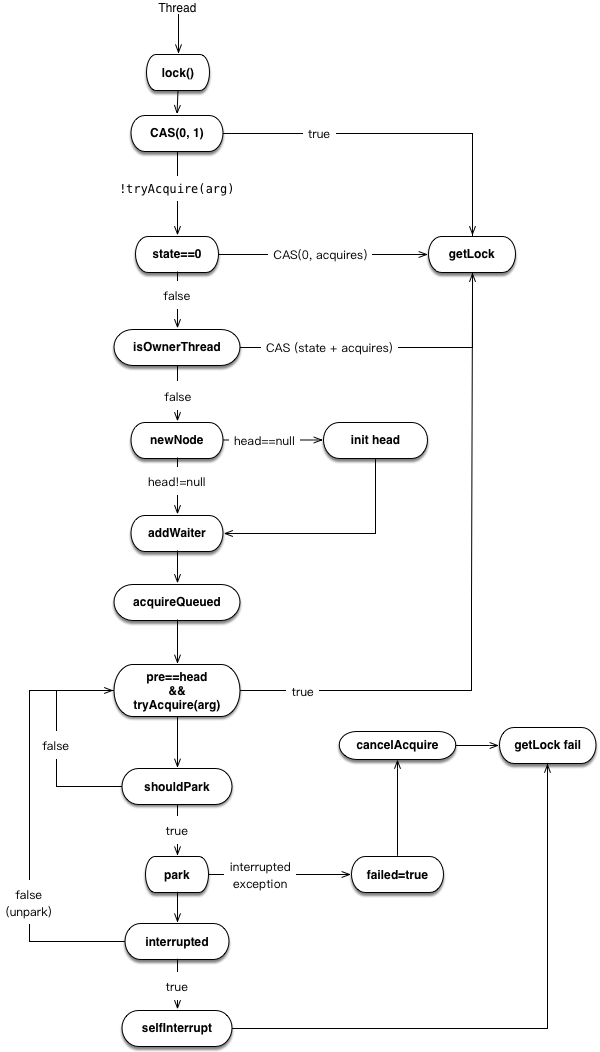 Thread
lock()
CAS(0, 1)
true
!tryAcquire(arg)
state==0
CAS(0, acquires)
getLock
false
isOwnerThread
CAS (state + acquires)
false
newNode
head==null
init head
head!=null
addWaiter
acquireQueued
pre==head
&&
tryAcquire(arg)
true
false
cancelAcquire
getLock fail
shouldPark
true
park
interrupted
exception
failed=true
false
(unpark)
interrupted
true
selfInterrupt